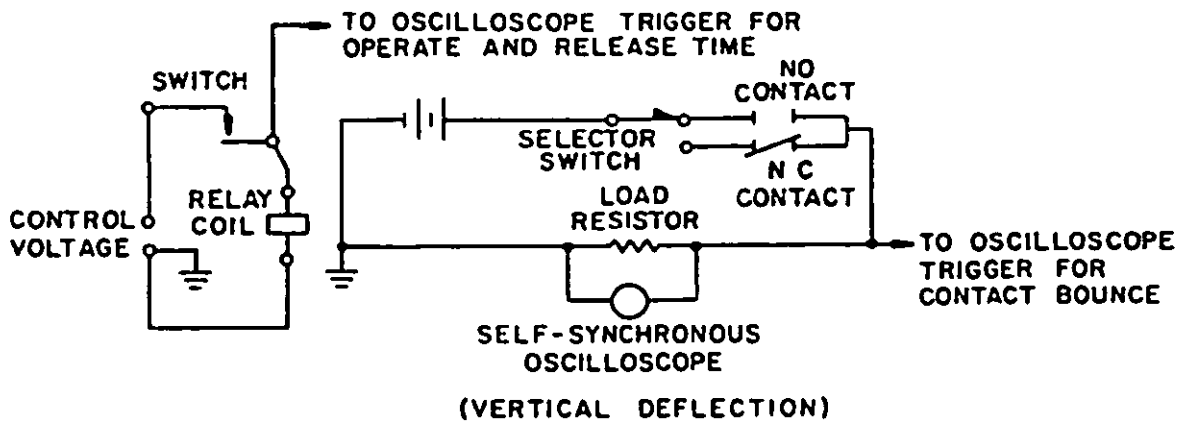 TO OSCILLOSCOPE TRIGGER FOR
OPERATE AND RELEASE TIME
SWITCH
NO
CONTACT
SELECTOR
SWITCH
N C
CONTACT
RELAY
COIL
LOAD
RESISTOR
CONTROL
VOLTAGE
TO OSCILLOSCOPE
TRIGGER FOR
CONTACT BOUNCE
SELF-SYNCHRONOUS
OSCILLOSCOPE
(VERTICAL DEFLECTION)